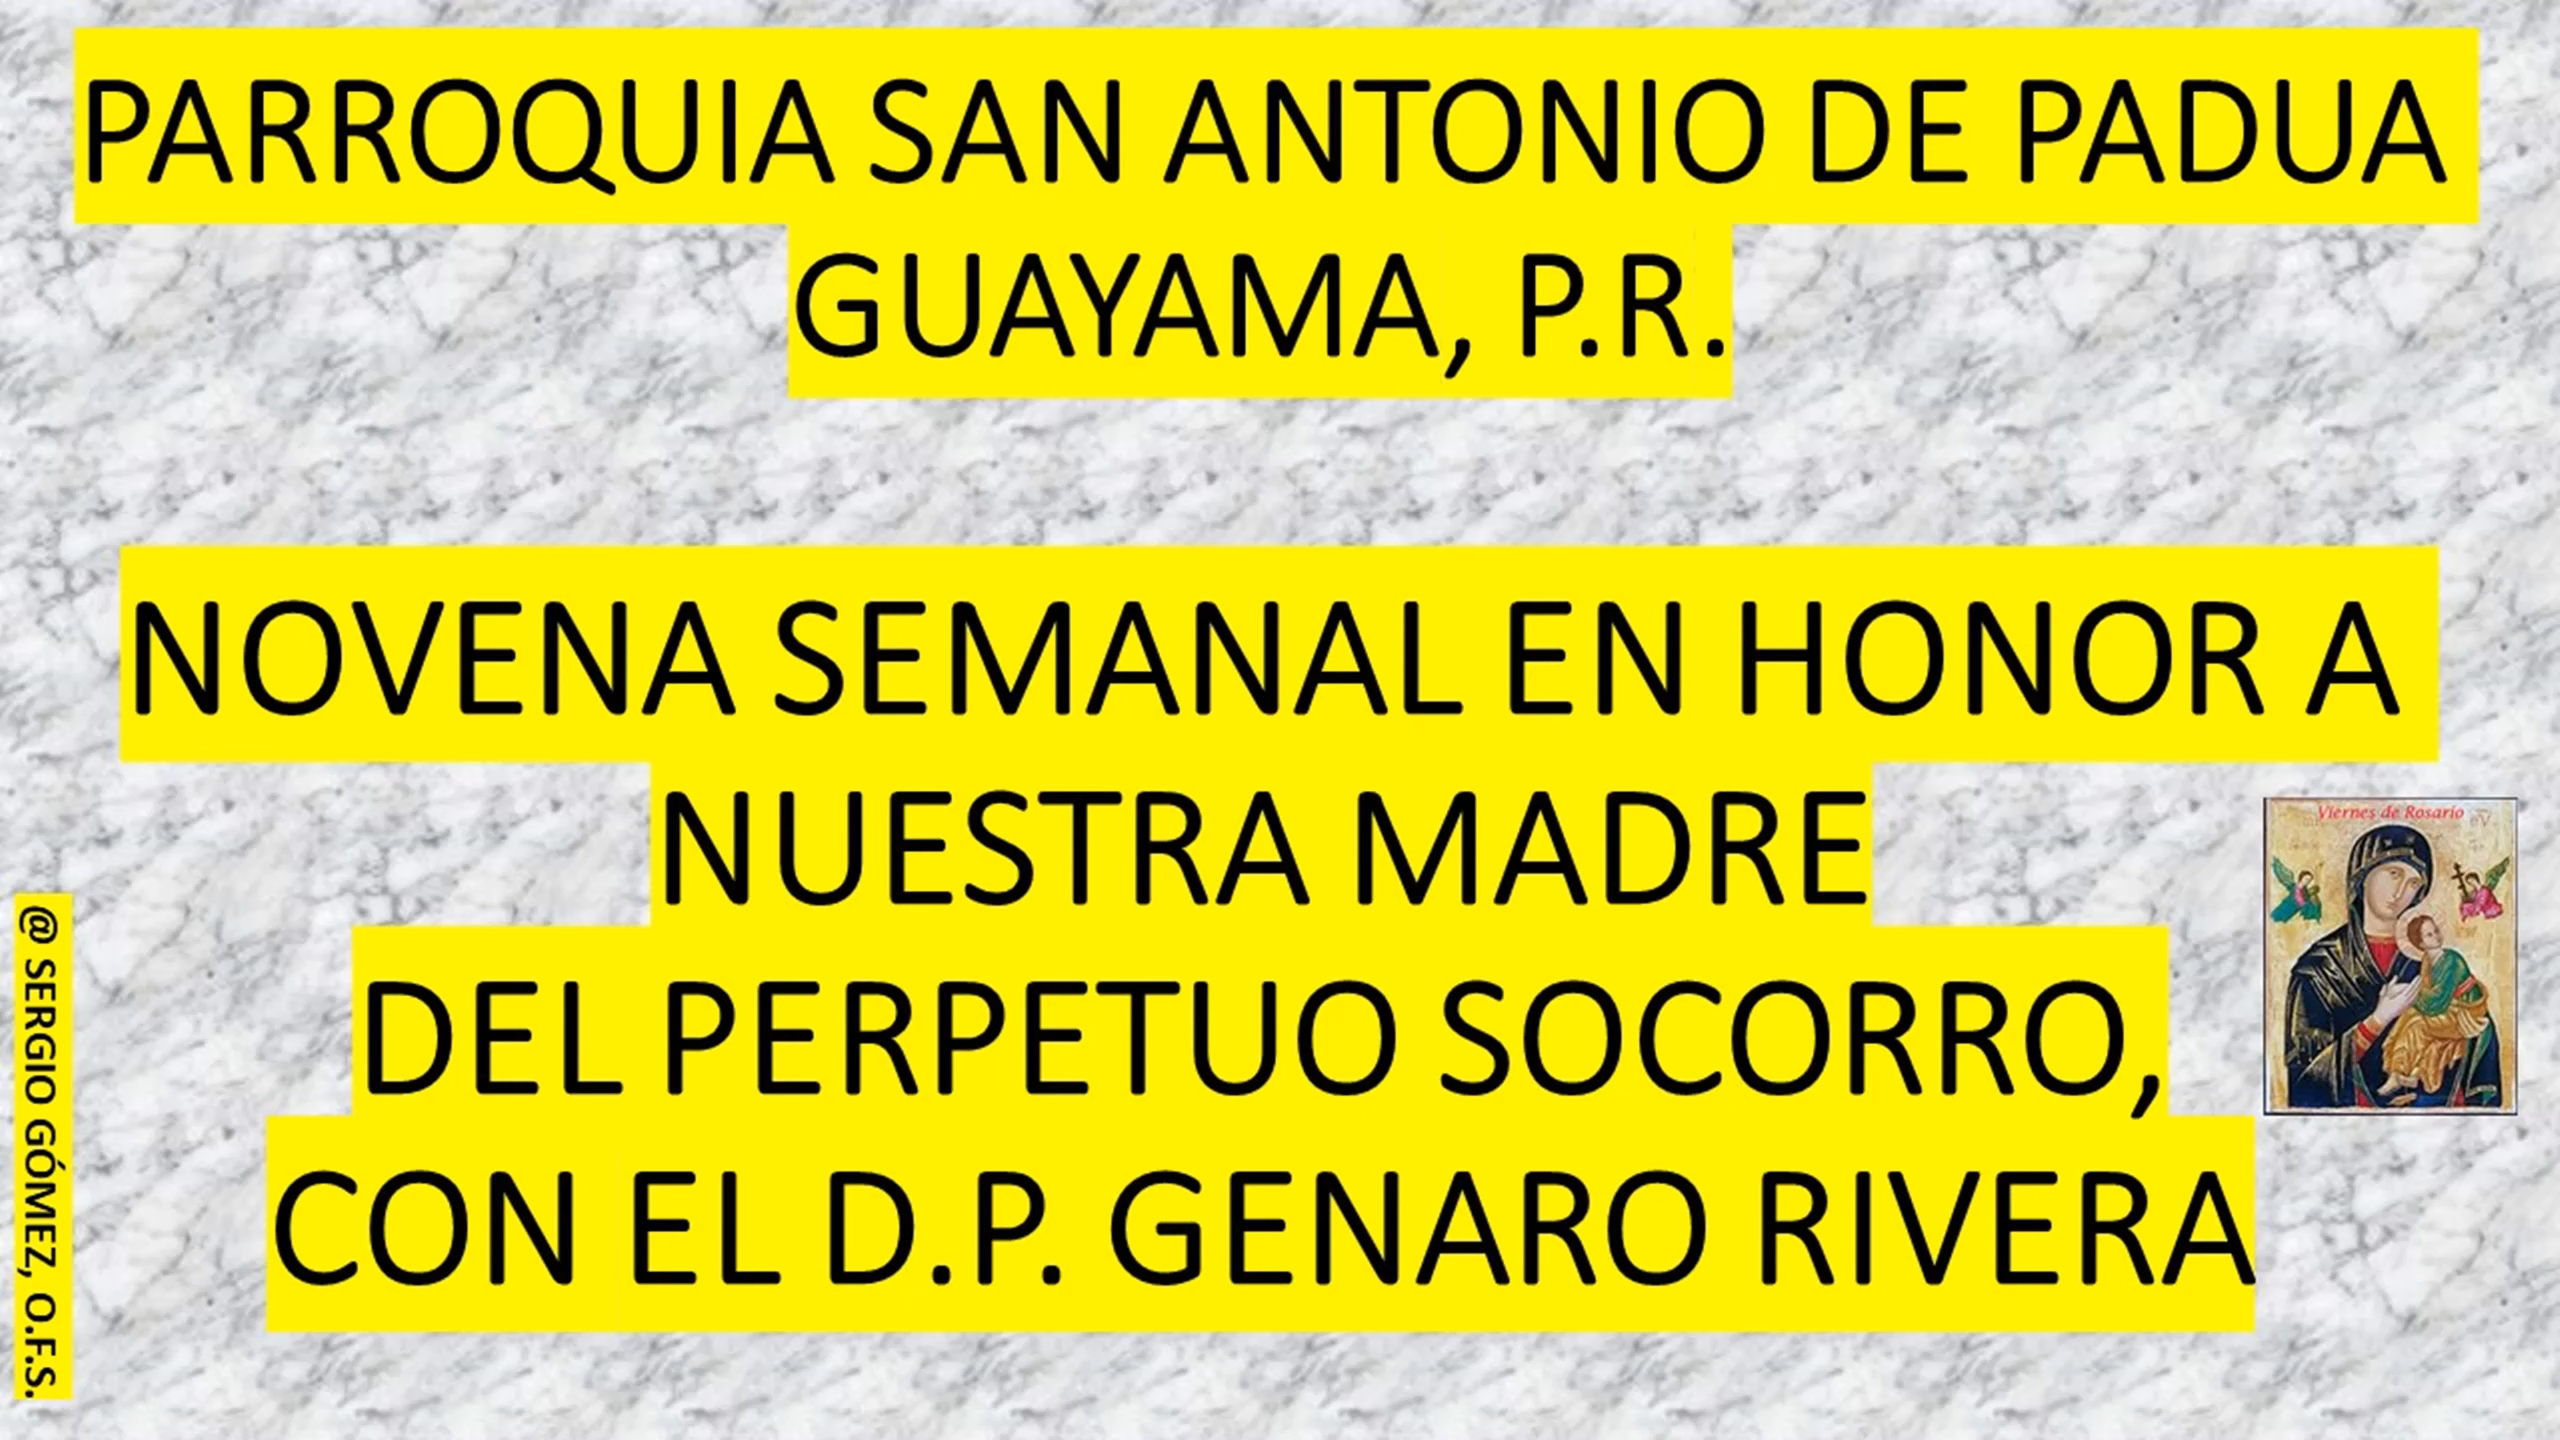 PARROQUIA SAN ANTONIO DE PADUA
GUAYAMA, P.R.
NOVENA SEMANAL EN HONOR A
NUESTRA MADRE
DEL PERPETUO SOCORRO,
CON EL D.P. GENARO RIVERA
Viernes de Rosario
@ SERGIO GÓMEZ, O.F.S.